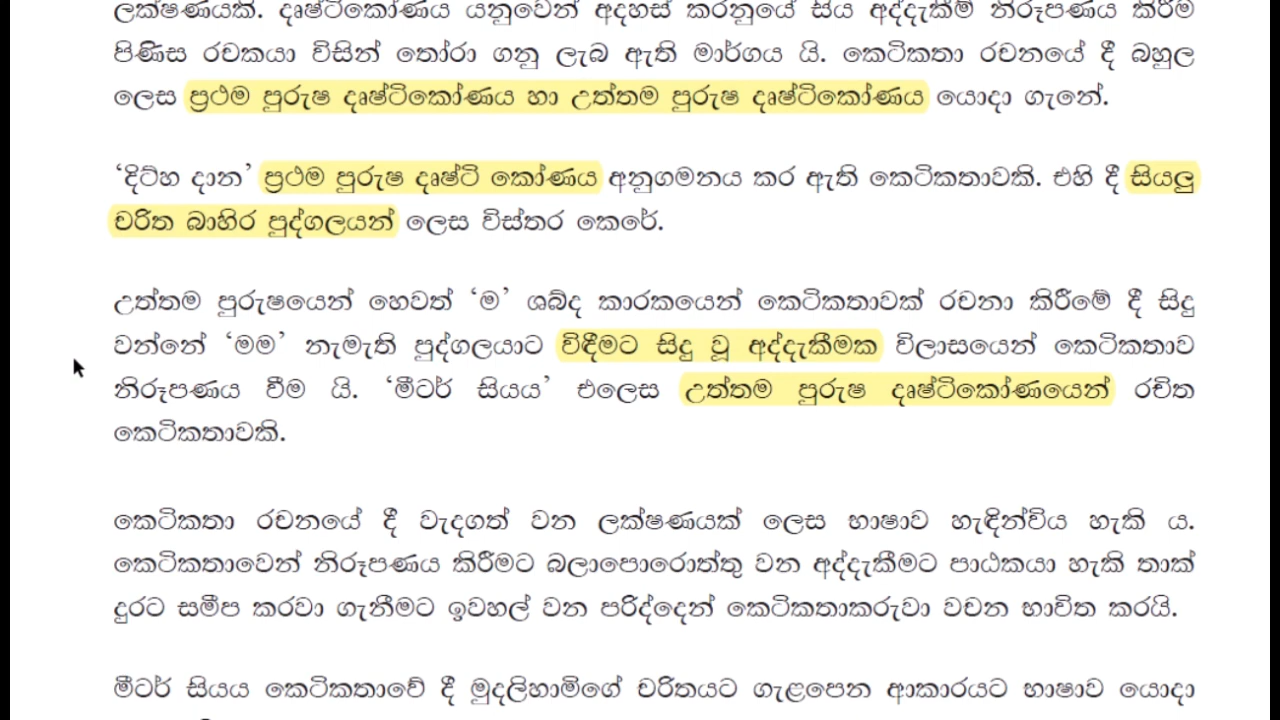 ලක්ෂණයකි. දෘෂ්ටිකෝණය යනුවෙන් අදහස් කරනුයේ සිය අද්දැකීම් නිරූපණය කිරීම
පිණිස රචකයා විසින් තෝරා ගනු ලැබ ඇති මාර්ගය යි. කෙටිකතා රචනයේ දී බහුල
ලෙස ප්‍රථම පුරුෂ දෘෂ්ටිකෝණය හා උත්තම පුරුෂ දෘෂ්ටිකෝණය යොදා ගැනේ.
‘දිට්හ දාන’ ප්‍රථම පුරුෂ දෘෂ්ටි කෝණය අනුගමනය කර ඇති කෙටිකතාවකි. එහි දී සියලු
චරිත බාහිර පුද්ගලයන් ලෙස විස්තර කෙරේ.
උත්තම පුරුෂයෙන් හෙවත් ‘ම’ ශබ්ද කාරකයෙන් කෙටිකතාවක් රචනා කිරීමේ දී සිදු
වන්නේ ‘මම’ නැමැති පුද්ගලයාට විඳීමට සිදු වූ අද්දැකීමක විලාසයෙන් කෙටිකතාව
නිරූපණය වීම යි. ‘මීටර් සියය’ එලෙස උත්තම පුරුෂ දෘෂ්ටිකෝණයෙන් රචිත
කෙටිකතාවකි.
කෙටිකතා රචනයේ දී වැදගත් වන ලක්ෂණයක් ලෙස භාෂාව හැඳින්විය හැකි ය.
කෙටිකතාවෙන් නිරූපණය කිරීමට බලාපොරොත්තු වන අද්දැකීමට පාඨකයා හැකි තාක්
දුරට සමීප කරවා ගැනීමට ඉවහල් වන පරිද්දෙන් කෙටිකතාකරුවා වචන භාවිත කරයි.
මීටර් සියය කෙටිකතාවේ දී මුදලිහාමිගේ චරිතයට ගැළපෙන ආකාරයට භාෂාව යොදා